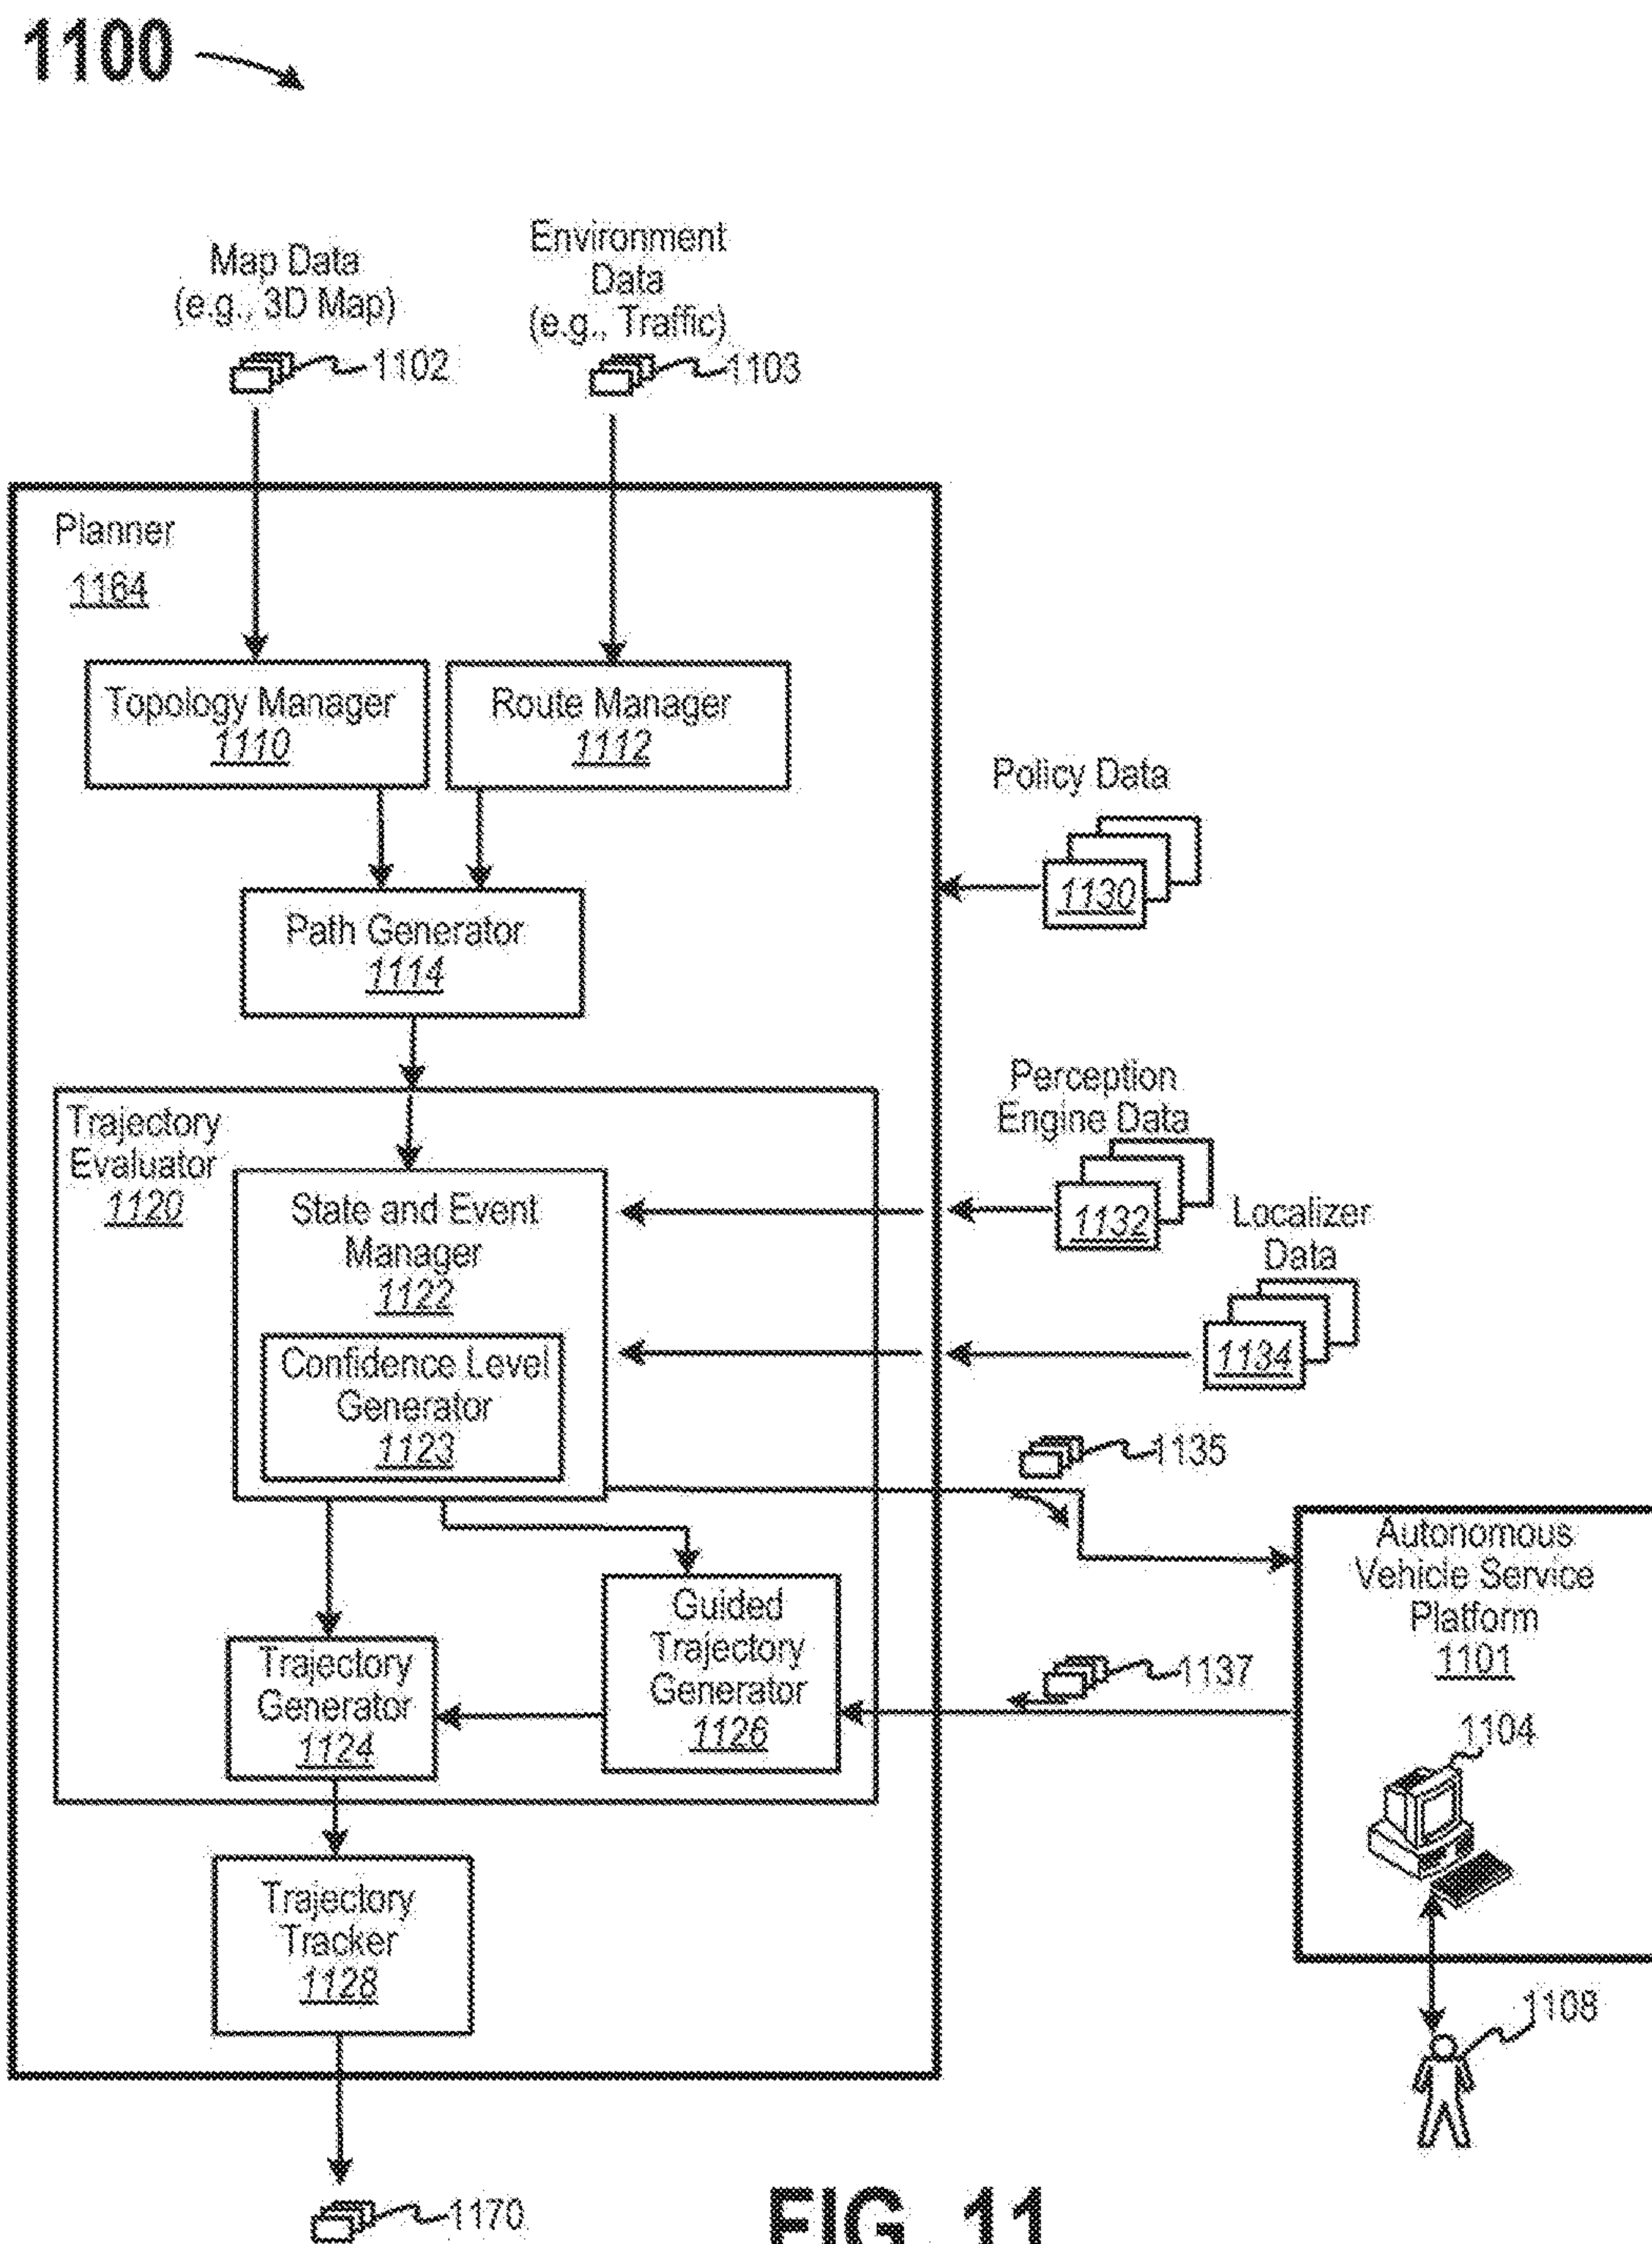 1100
Map Data
(e.g., 3D Map)
1102
Environment
Data
(e.g., Traffic)
1103
Planner
1164
Topology Manager
1110
Route Manager
1112
Path Generator
1114
Policy Data
1130
Trajectory
Evaluator
1120
State and Event
Manager
1122
Confidence Level
Generator
1123
Perception
Engine Data
1132
Localizer
Data
1134
1135
Autonomous
Vehicle Service
Platform
1101
1104
Guided
Trajectory
Generator
1126
1137
Trajectory
Generator
1124
Trajectory
Tracker
1128
1108
1170
FIG. 11